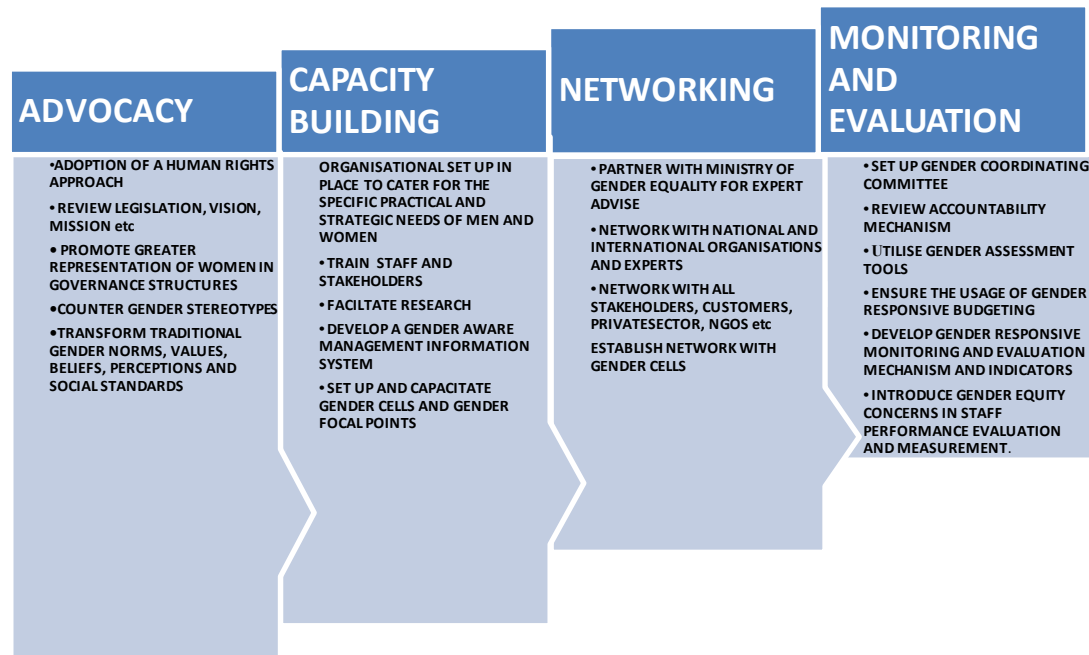 ADVOCACY
•ADOPTION OF A HUMAN RIGHTS
APPROACH
• REVIEW LEGISLATION, VISION,
MISSION etc
• PROMOTE GREATER
REPRESENTATION OF WOMEN IN
GOVERNANCE STRUCTURES
•COUNTER GENDER STEREOTYPES
•TRANSFORM TRADITIONAL
GENDER NORMS, VALUES,
BELIEFS, PERCEPTIONS AND
SOCIAL STANDARDS
CAPACITY
BUILDING
ORGANISATIONAL SET UP IN
PLACE TO CATER FOR THE
SPECIFIC PRACTICAL AND
STRATEGIC NEEDS OF MEN AND
WOMEN
• TRAIN STAFF AND
STAKEHOLDERS
• FACILITATE RESEARCH
• DEVELOP A GENDER AWARE
MANAGEMENT INFORMATION
SYSTEM
• SET UP AND CAPACITATE
GENDER CELLS AND GENDER
FOCAL POINTS
NETWORKING
• PARTNER WITH MINISTRY OF
GENDER EQUALITY FOR EXPERT
ADVISE
• NETWORK WITH NATIONAL AND
INTERNATIONAL ORGANISATIONS
AND EXPERTS
• NETWORK WITH ALL
STAKEHOLDERS, CUSTOMERS,
PRIVATESECTOR, NGOS etc
ESTABLISH NETWORK WITH
GENDER CELLS
MONITORING
AND
EVALUATION
• SET UP GENDER COORDINATING
COMMITTEE
• REVIEW ACCOUNTABILITY
MECHANISM
• UTILISE GENDER ASSESSMENT
TOOLS
• ENSURE THE USAGE OF GENDER
RESPONSIVE BUDGETING
• DEVELOP GENDER RESPONSIVE
MONITORING AND EVALUATION
MECHANISM AND INDICATORS
• INTRODUCE GENDER EQUITY
CONCERNS IN STAFF
PERFORMANCE EVALUATION
AND MEASUREMENT.